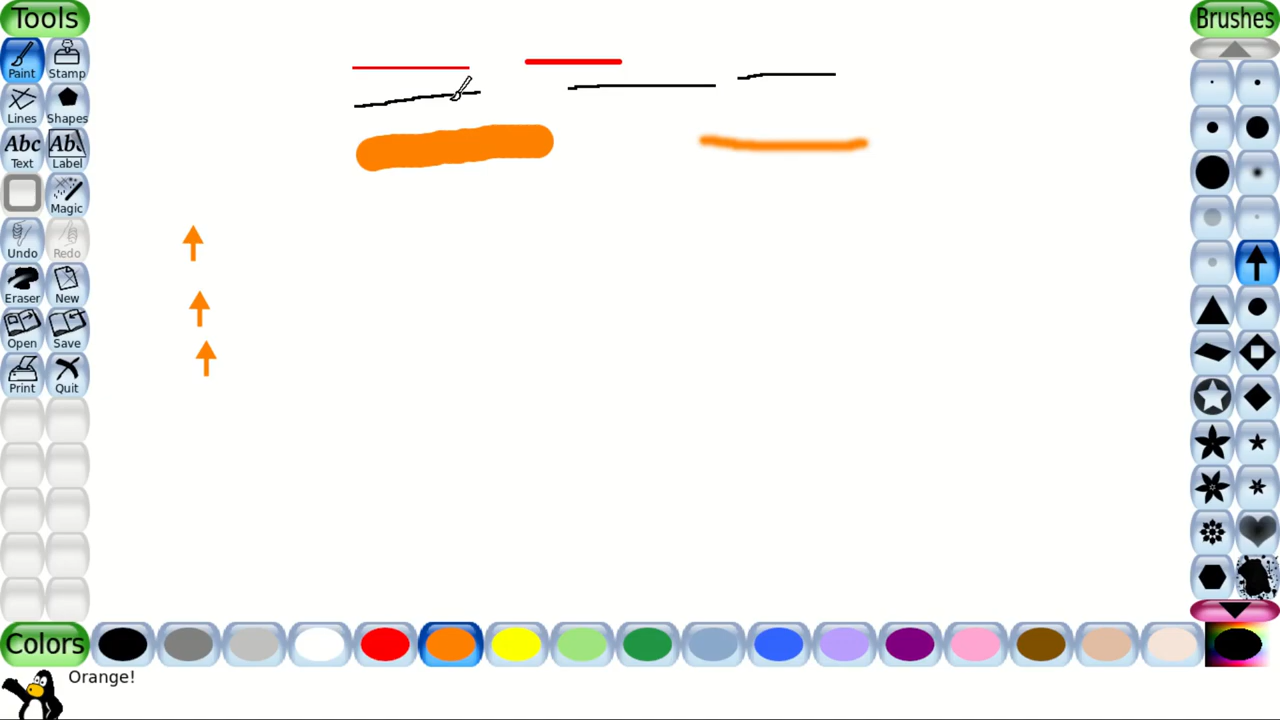 Tools
Brushes
Paint Stamp
Lines Shapes
Abc Abc
Text Label
Magic
Undo Redo
Eraser New
Open Save
Print Quit
Colors
Orange!